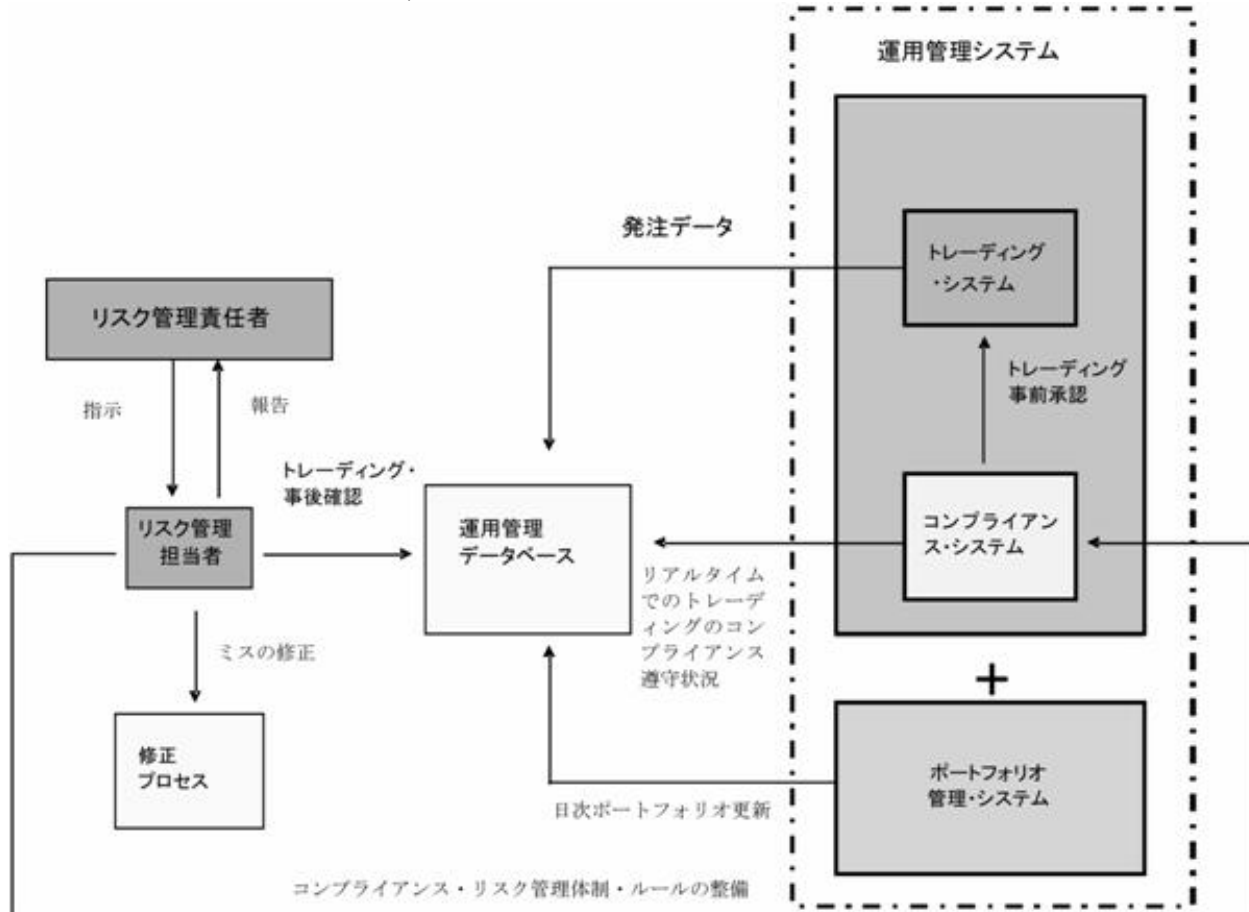 運用管理システム
発注データ
トレーディング
・システム
リスク管理責任者
トレーディング
事前承認
指示
報告
トレーディング・
事後確認
リスク管理
担当者
運用管理
データベース
コンプライアン
ス・システム
リアルタイム
でのトレーデ
ィングのコン
プライアンス
遵守状況
ミスの修正
+
修正
プロセス
ポートフォリオ
管理・システム
日次ポートフォリオ更新
コンプライアンス・リスク管理体制・ルールの整備